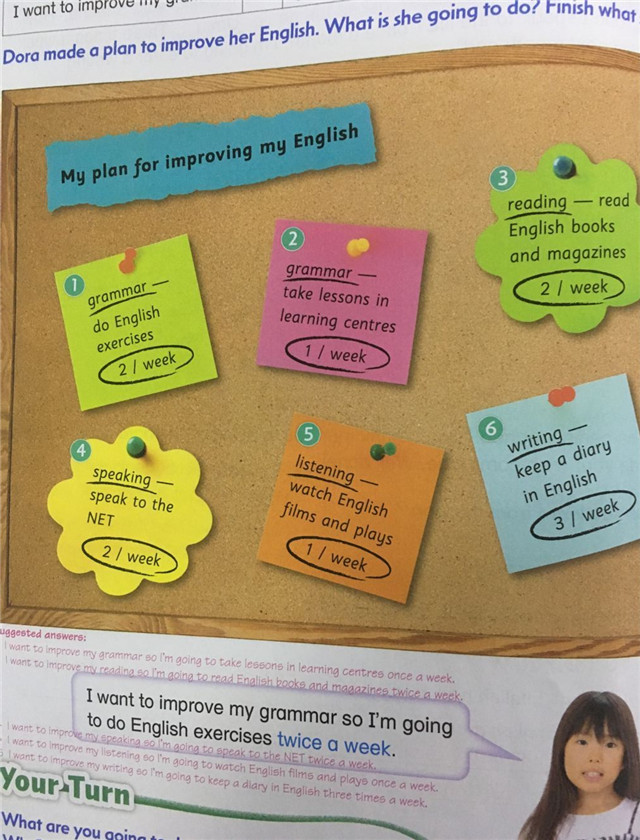 I want to improve my
Dora made a plan to improve her English. What is she going to do? Finish what
My plan for improving my English
1
grammar —
do English
exercises
2 / week
2
grammar —
take lessons in
learning centres
1 / week
3
reading — read
English books
and magazines
2 / week
4
speaking —
speak to the
NET
2 / week
5
listening —
watch English
films and plays
1 / week
6
writing —
keep a diary
in English
3 / week
answers:
I want to improve my grammar so I'm going to take lessons in learning centres once a week.
I want to improve my reading so I'm going to read English books and magazines twice a week.
I want to improve my grammar so I'm going
to do English exercises twice a week.
I want to improve my speaking so I'm going to speak to the NET twice a week.
I want to improve my listening so I'm going to watch English films and plays once a week.
I want to improve my writing so I'm going to keep a diary in English three times a week.
Your Turn
What are you going